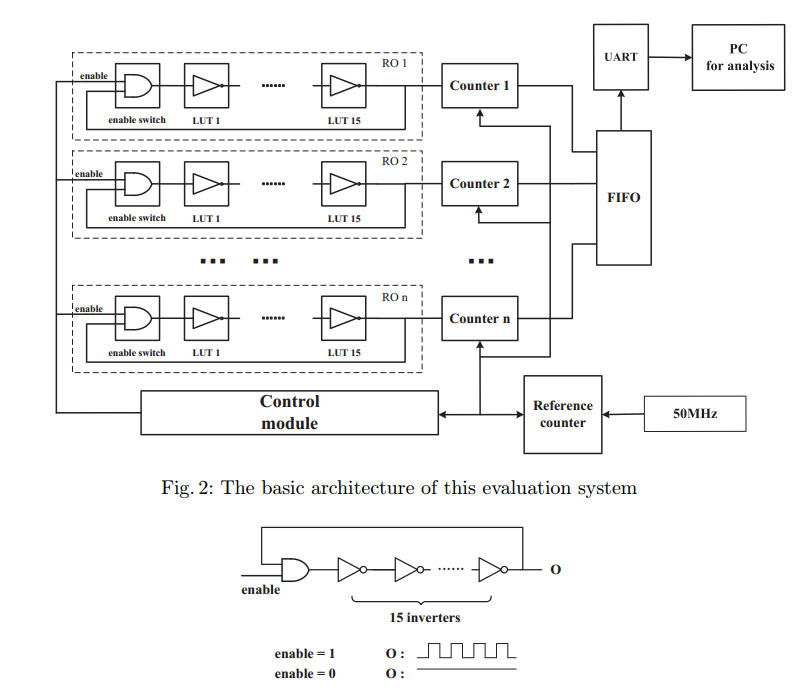 RO 1
enable
enable switch
LUT 1
......
LUT 15
Counter 1
UART
PC
for analysis
RO 2
enable
enable switch
LUT 1
......
LUT 15
Counter 2
FIFO
... ... ...
RO n
enable
enable switch
LUT 1
......
LUT 15
Counter n
Control
module
Reference
counter
50MHz
Fig. 2: The basic architecture of this evaluation system
enable
......
O
15 inverters
enable = 1 O :
enable = 0 O :